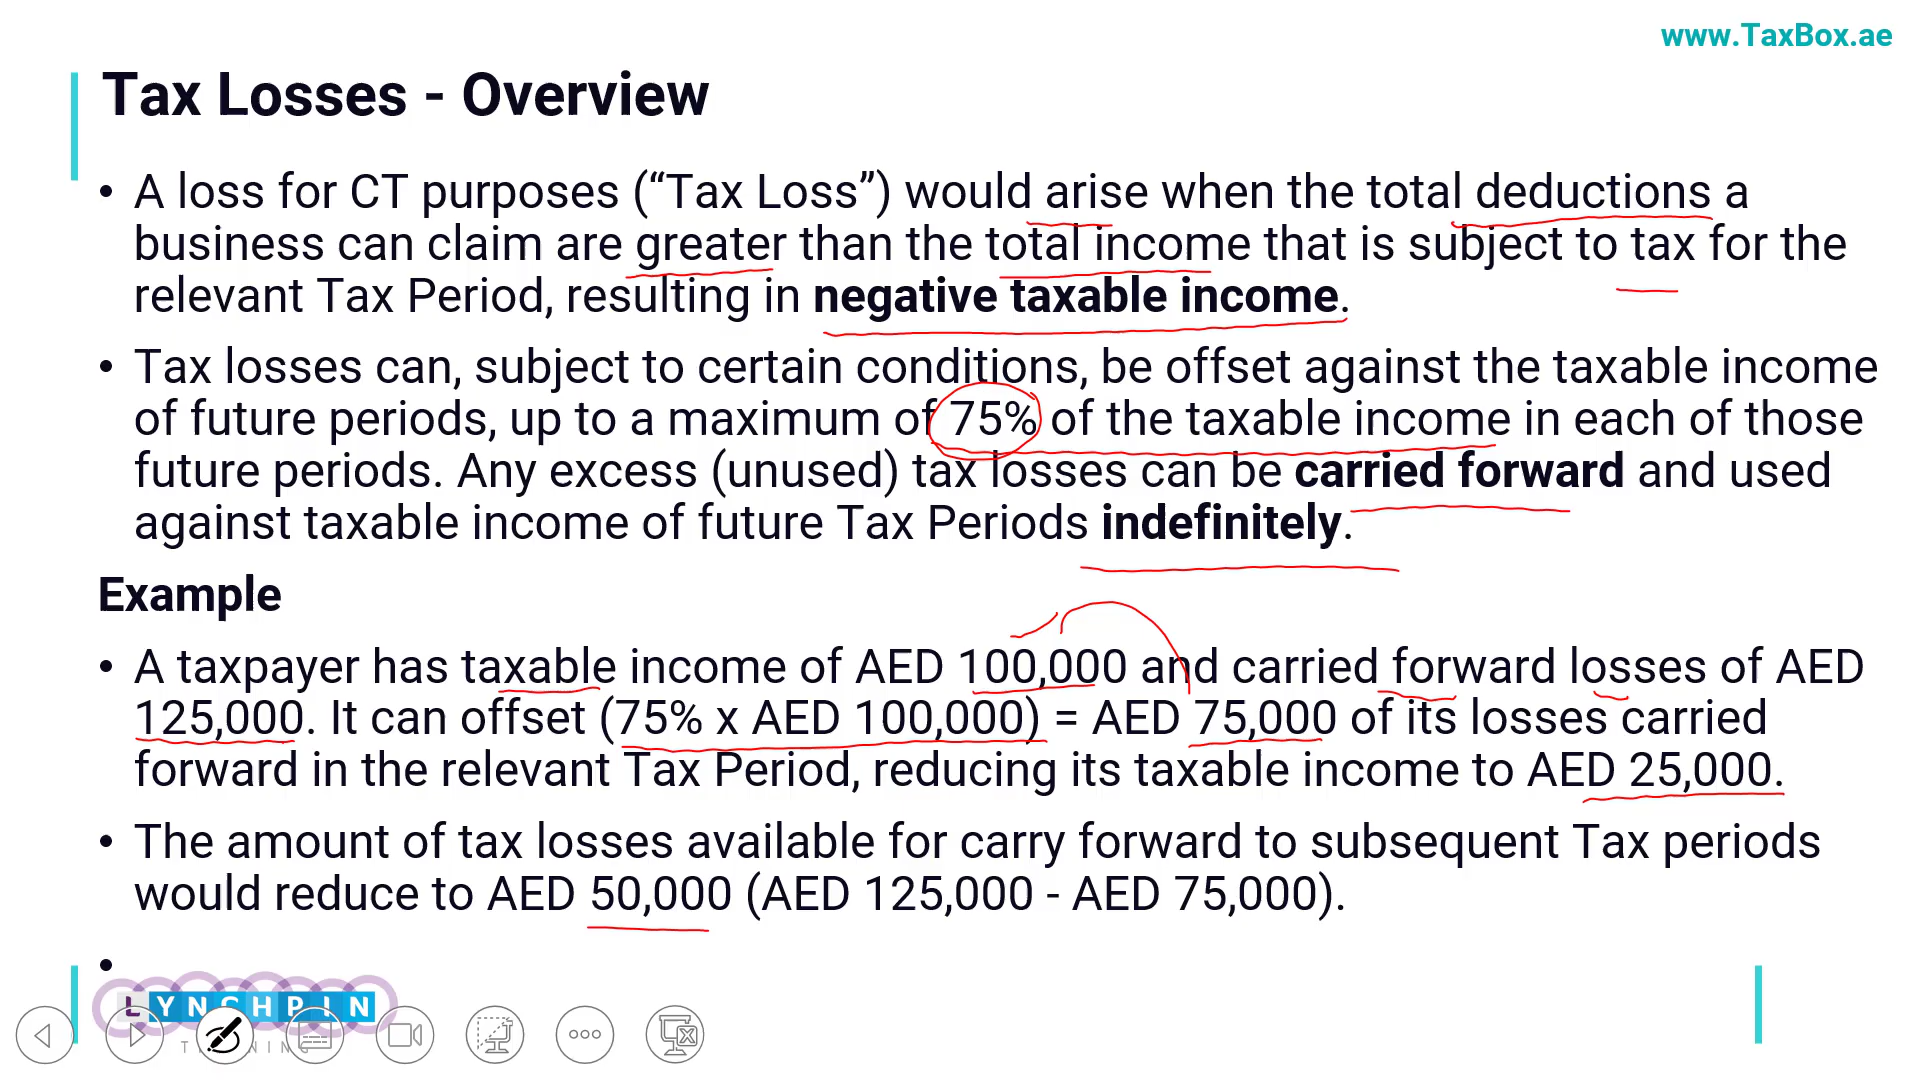 www.TaxBox.ae
Tax Losses - Overview
• A loss for CT purposes (“Tax Loss”) would arise when the total deductions a
business can claim are greater than the total income that is subject to tax for the
relevant Tax Period, resulting in negative taxable income.
• Tax losses can, subject to certain conditions, be offset against the taxable income
of future periods, up to a maximum of 75% of the taxable income in each of those
future periods. Any excess (unused) tax losses can be carried forward and used
against taxable income of future Tax Periods indefinitely.
Example
• A taxpayer has taxable income of AED 100,000 and carried forward losses of AED
125,000. It can offset (75% x AED 100,000) = AED 75,000 of its losses carried
forward in the relevant Tax Period, reducing its taxable income to AED 25,000.
• The amount of tax losses available for carry forward to subsequent Tax periods
would reduce to AED 50,000 (AED 125,000 - AED 75,000).
•
LYNCHPIN